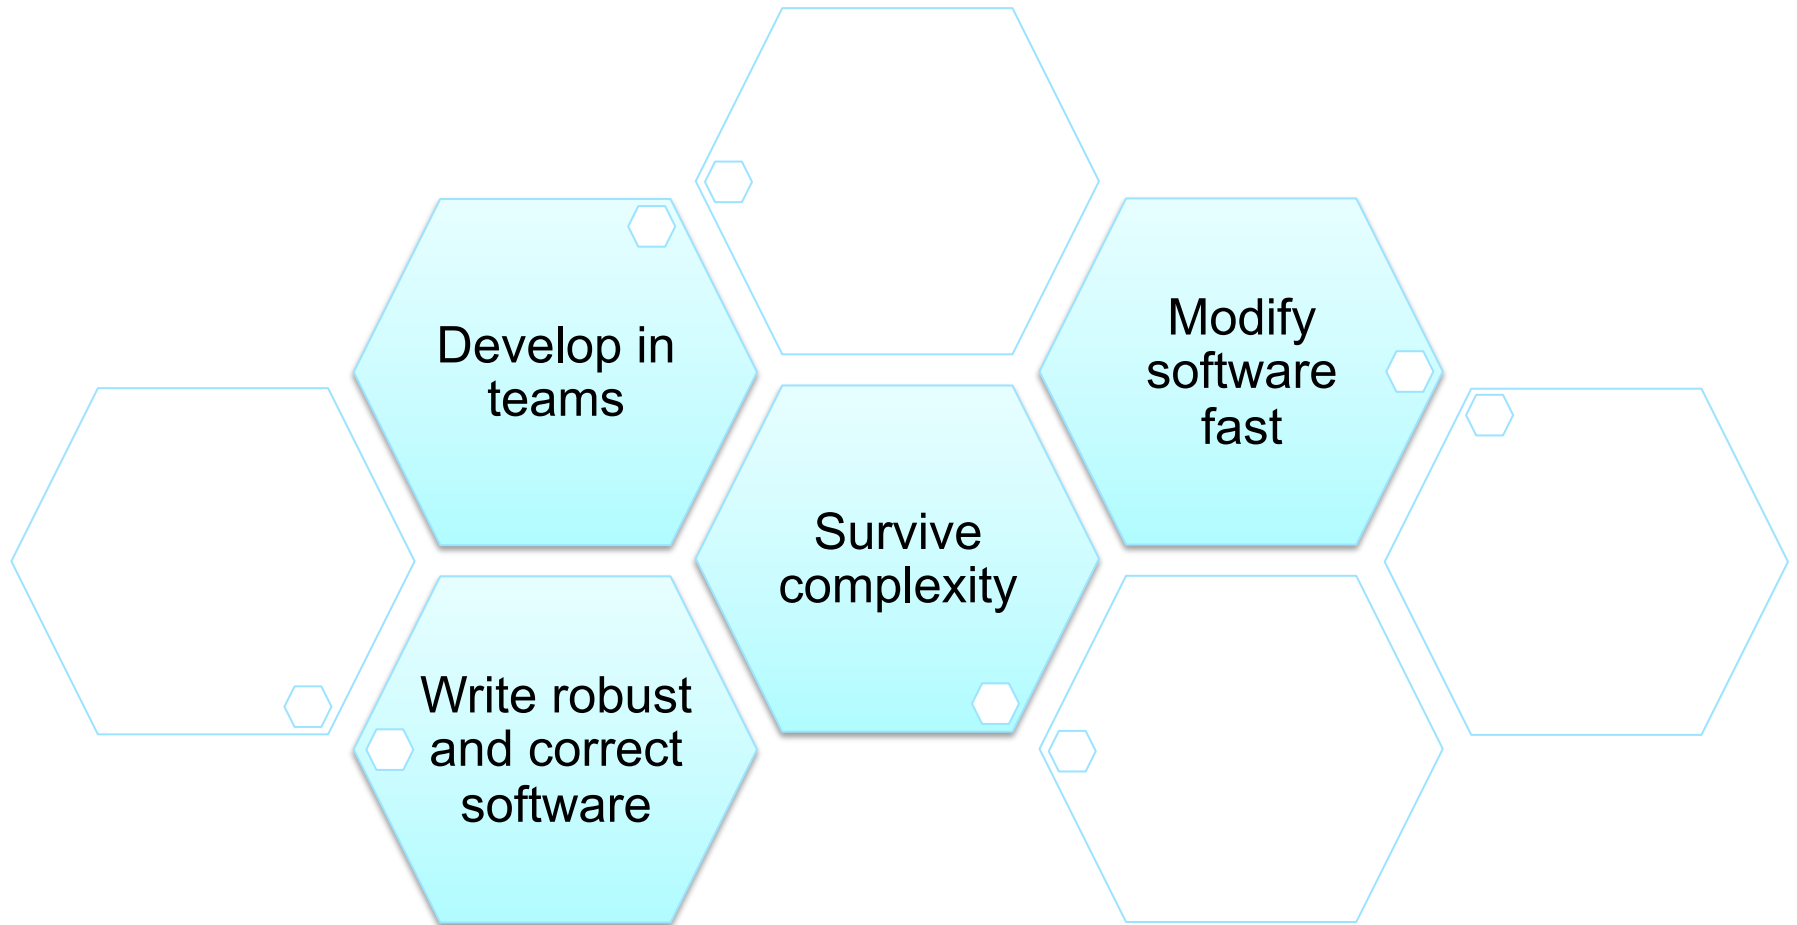 Develop in
teams
Modify
software
fast
Survive
complexity
Write robust
and correct
software